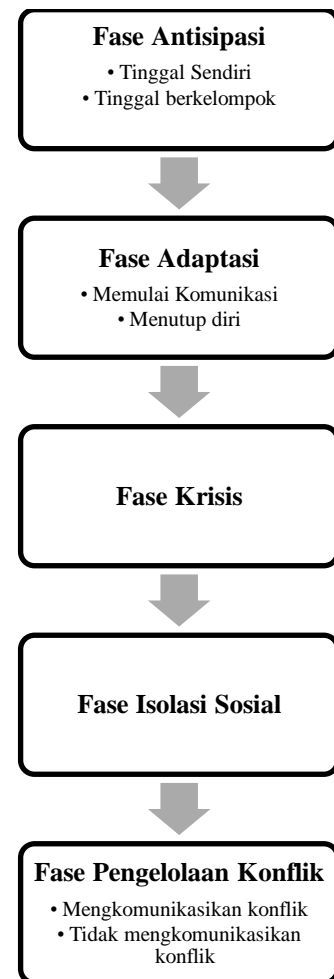 Fase Antisipasi
• Tinggal Sendiri
• Tinggal berkelompok
Fase Adaptasi
• Memulai Komunikasi
• Menutup diri
Fase Krisis
Fase Isolasi Sosial
Fase Pengelolaan Konflik
• Mengkomunikasikan konflik
• Tidak mengkomunikasikan
konflik